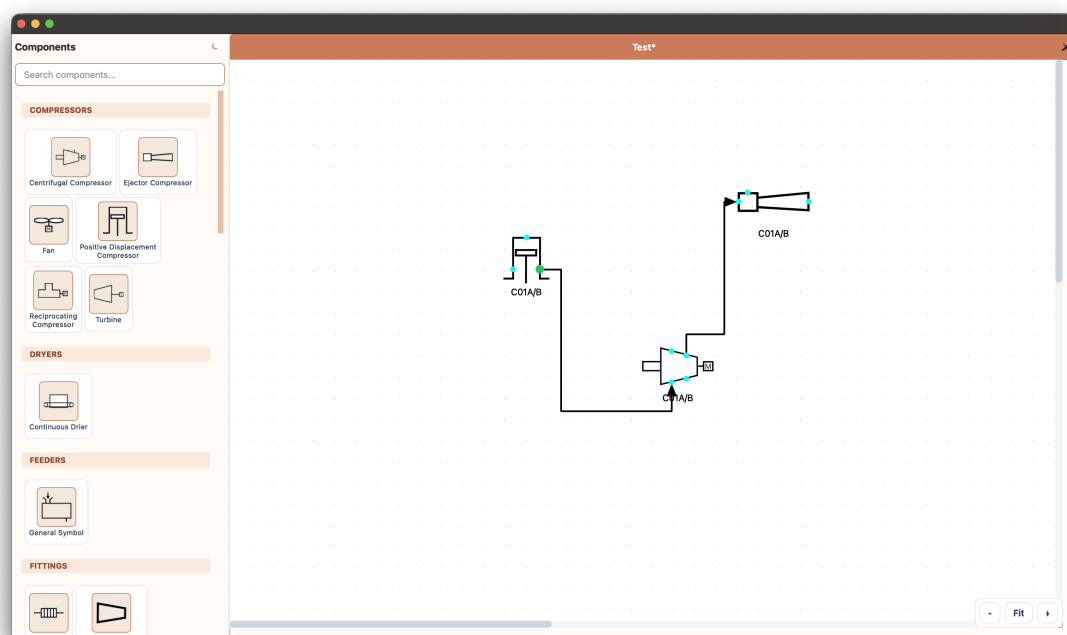 Components
Test*
Search components...
COMPRESSORS
Centrifugal Compressor
Ejector Compressor
Fan
M
Positive Displacement
Compressor
Reciprocating
Compressor
Turbine
DRYERS
Continuous Drier
FEEDERS
General Symbol
FITTINGS
C01A/B
C01A/B
M
C01A/B
-
Fit
+